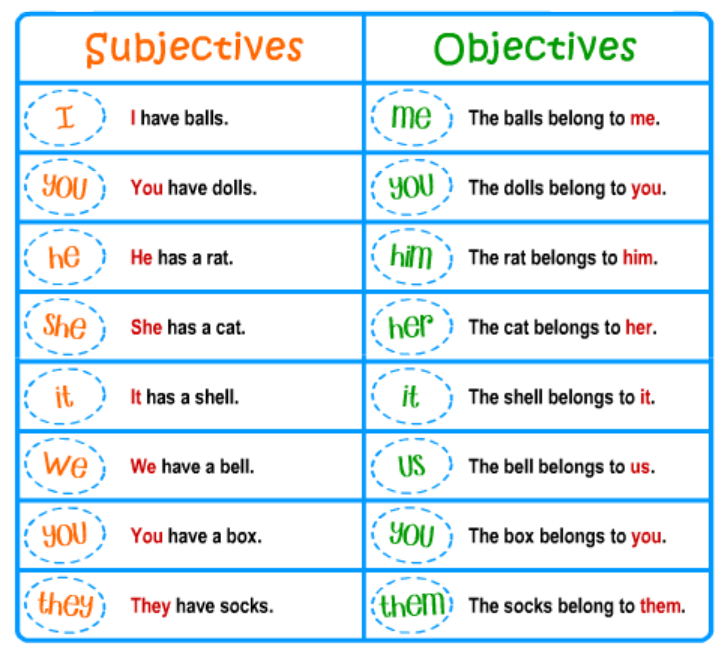 Subjectives Objectives
I I have balls. me The balls belong to me.
you You have dolls. you The dolls belong to you.
he He has a rat. him The rat belongs to him.
she She has a cat. her The cat belongs to her.
it It has a shell. it The shell belongs to it.
we We have a bell. us The bell belongs to us.
you You have a box. you The box belongs to you.
they They have socks. them The socks belong to them.